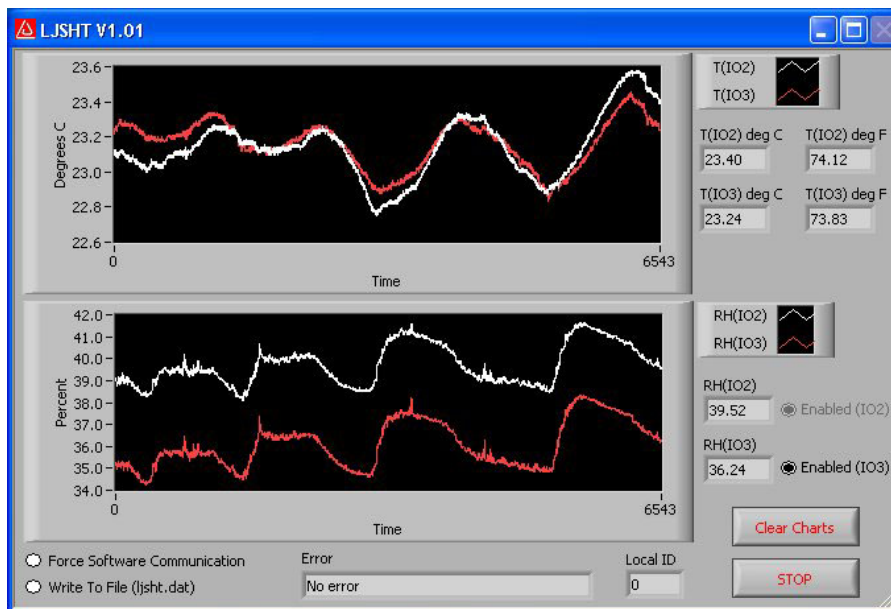 LJSHT V1.01
23.6
23.4
23.2
23.0
22.8
22.6
Degrees C
0
6543
Time
T(IO2)
T(IO3)
T(IO2) deg C
T(IO2) deg F
23.40
74.12
T(IO3) deg C
T(IO3) deg F
23.24
73.83
42.0
41.0
40.0
39.0
38.0
37.0
36.0
35.0
34.0
Percent
0
6543
Time
RH(IO2)
RH(IO3)
RH(IO2)
39.52
Enabled (IO2)
RH(IO3)
36.24
Enabled (IO3)
Clear Charts
STOP
Force Software Communication
Write To File (ljsht.dat)
Error
No error
Local ID
0